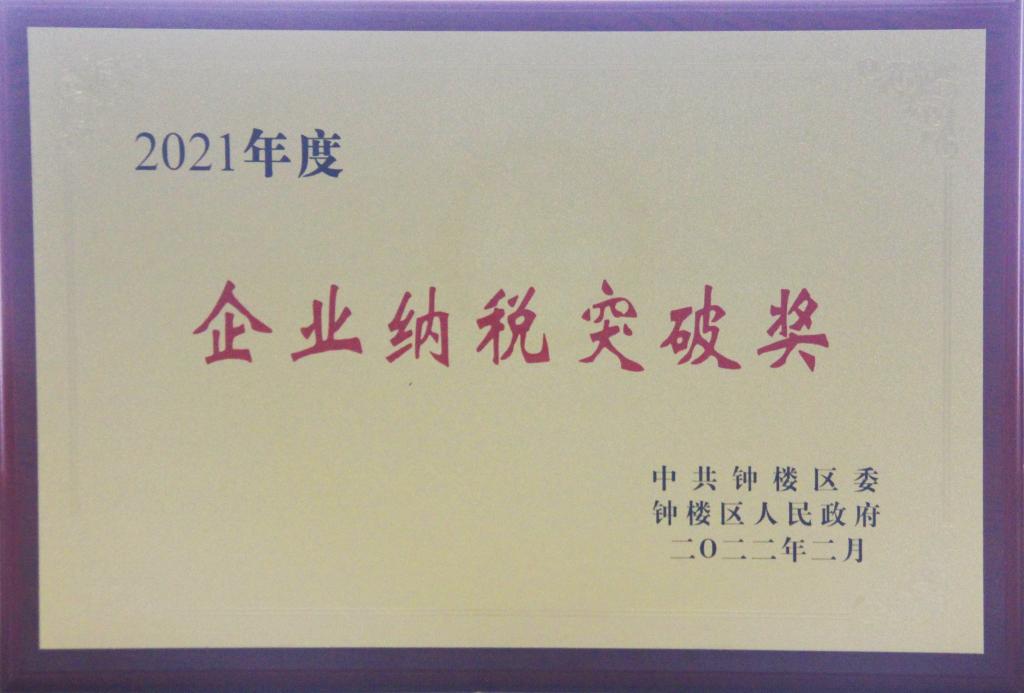 2021年度
企业纳税突破奖
中共钟楼区委
钟楼区人民政府
二〇二二年二月